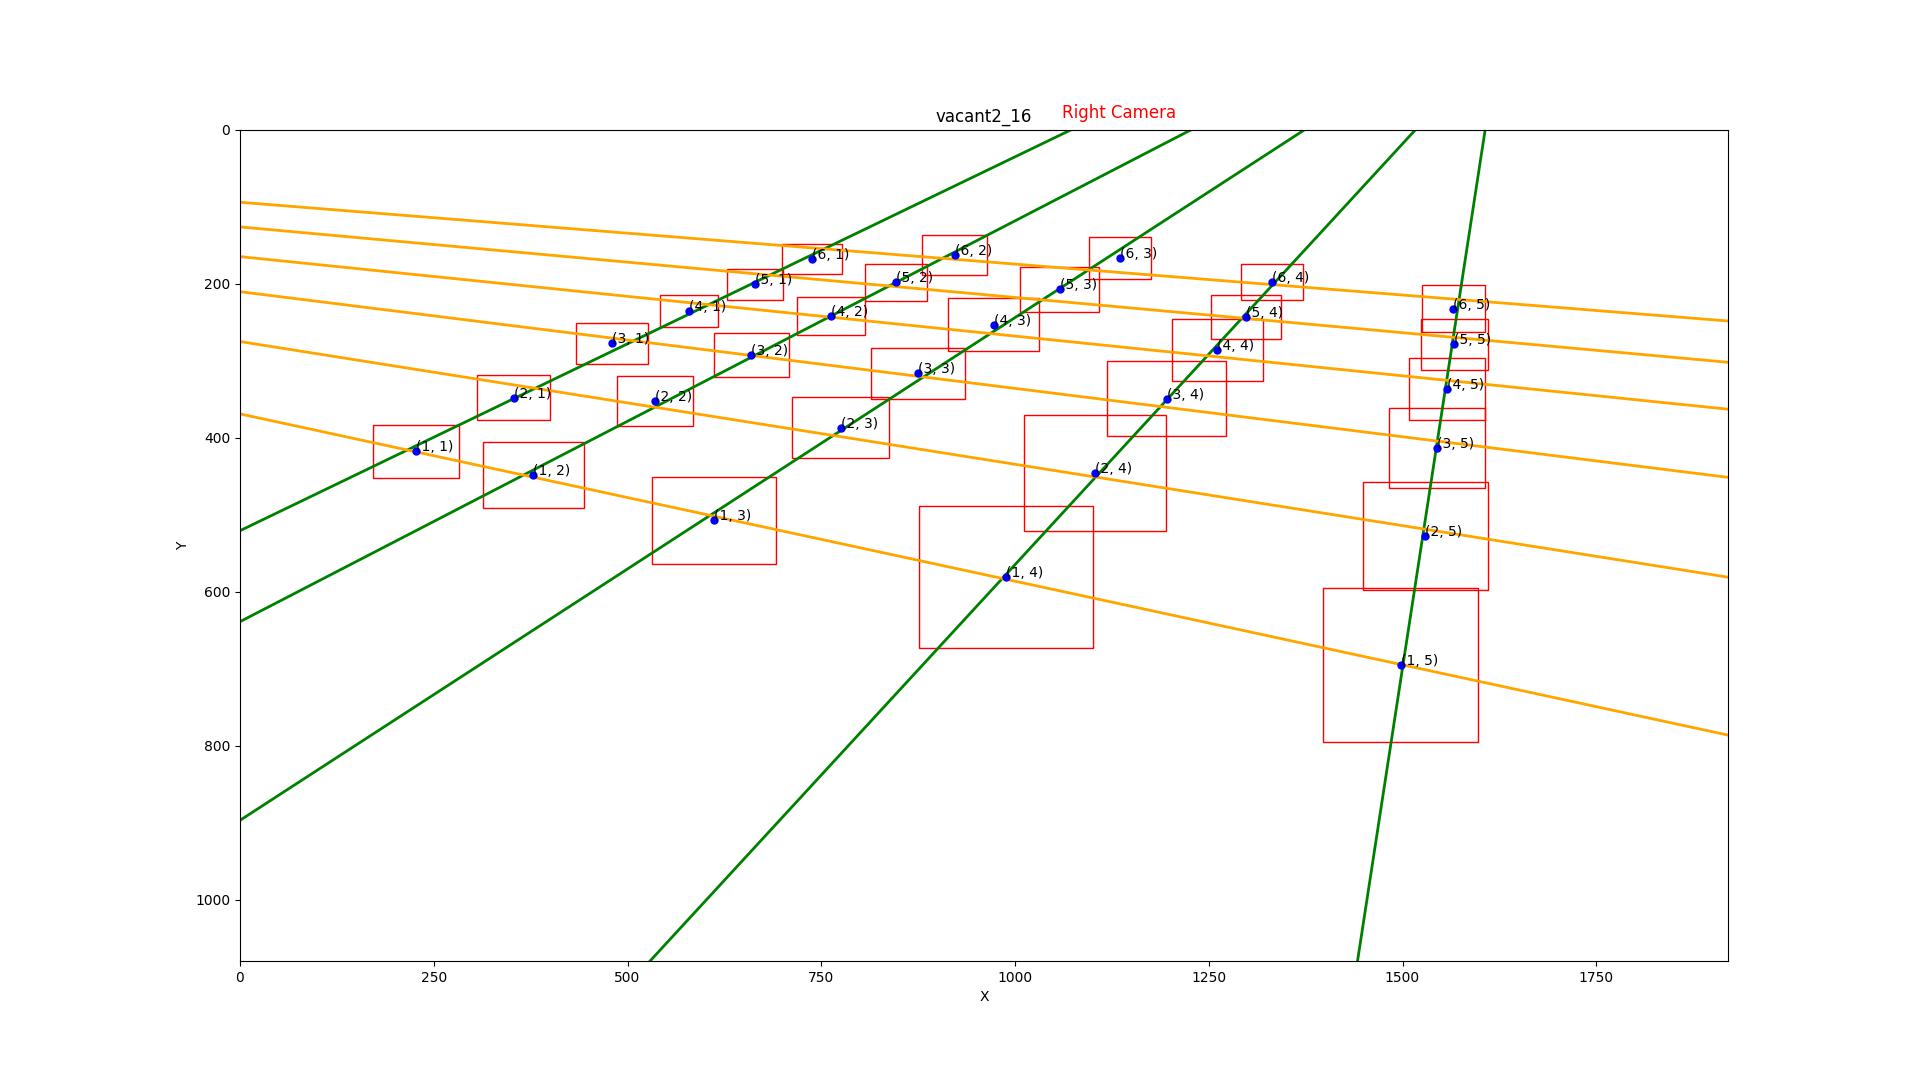 vacant2_16 Right Camera
0
200
400
600
800
1000
Y
(6, 1) (6, 2) (6, 3) (6, 4) (6, 5)
(5, 1) (5, 2) (5, 3) (5, 4) (5, 5)
(4, 1) (4, 2) (4, 3) (4, 4) (4, 5)
(3, 1) (3, 2) (3, 3) (3, 4) (3, 5)
(2, 1) (2, 2) (2, 3) (2, 4) (2, 5)
(1, 1) (1, 2) (1, 3) (1, 4) (1, 5)
0 250 500 750 1000 1250 1500 1750
X